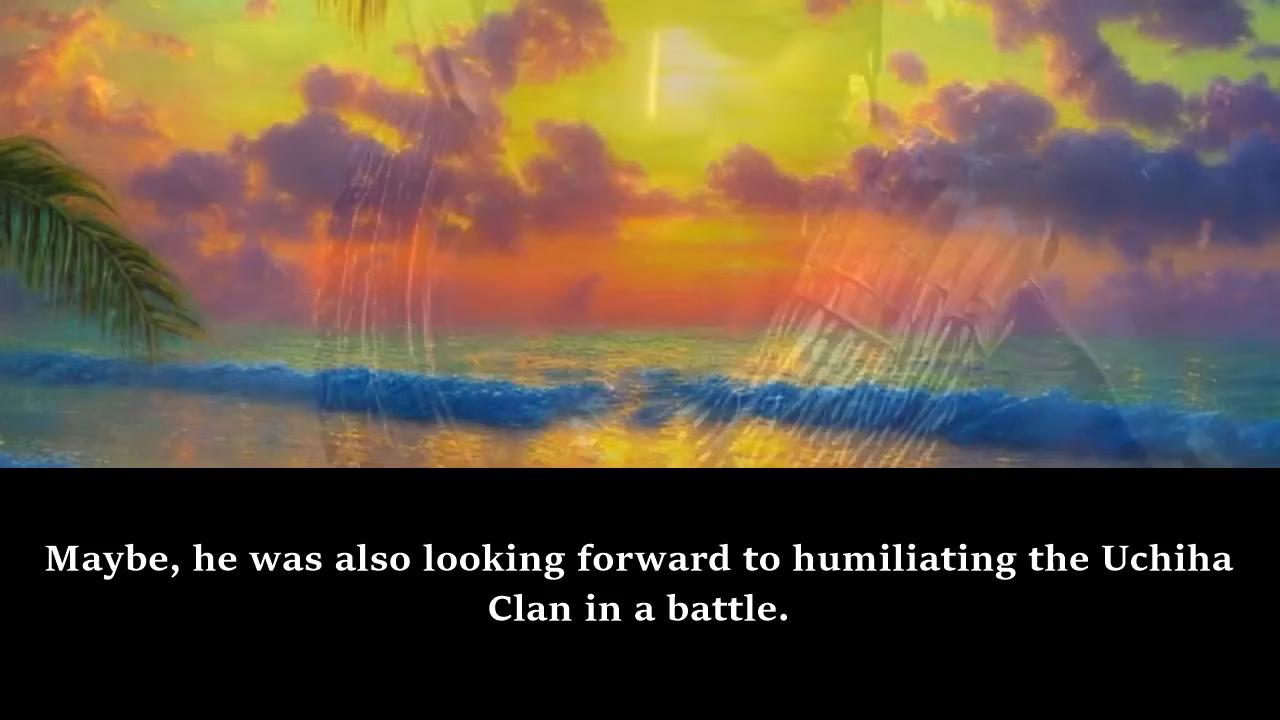 Maybe, he was also looking forward to humiliating the Uchiha
Clan in a battle.